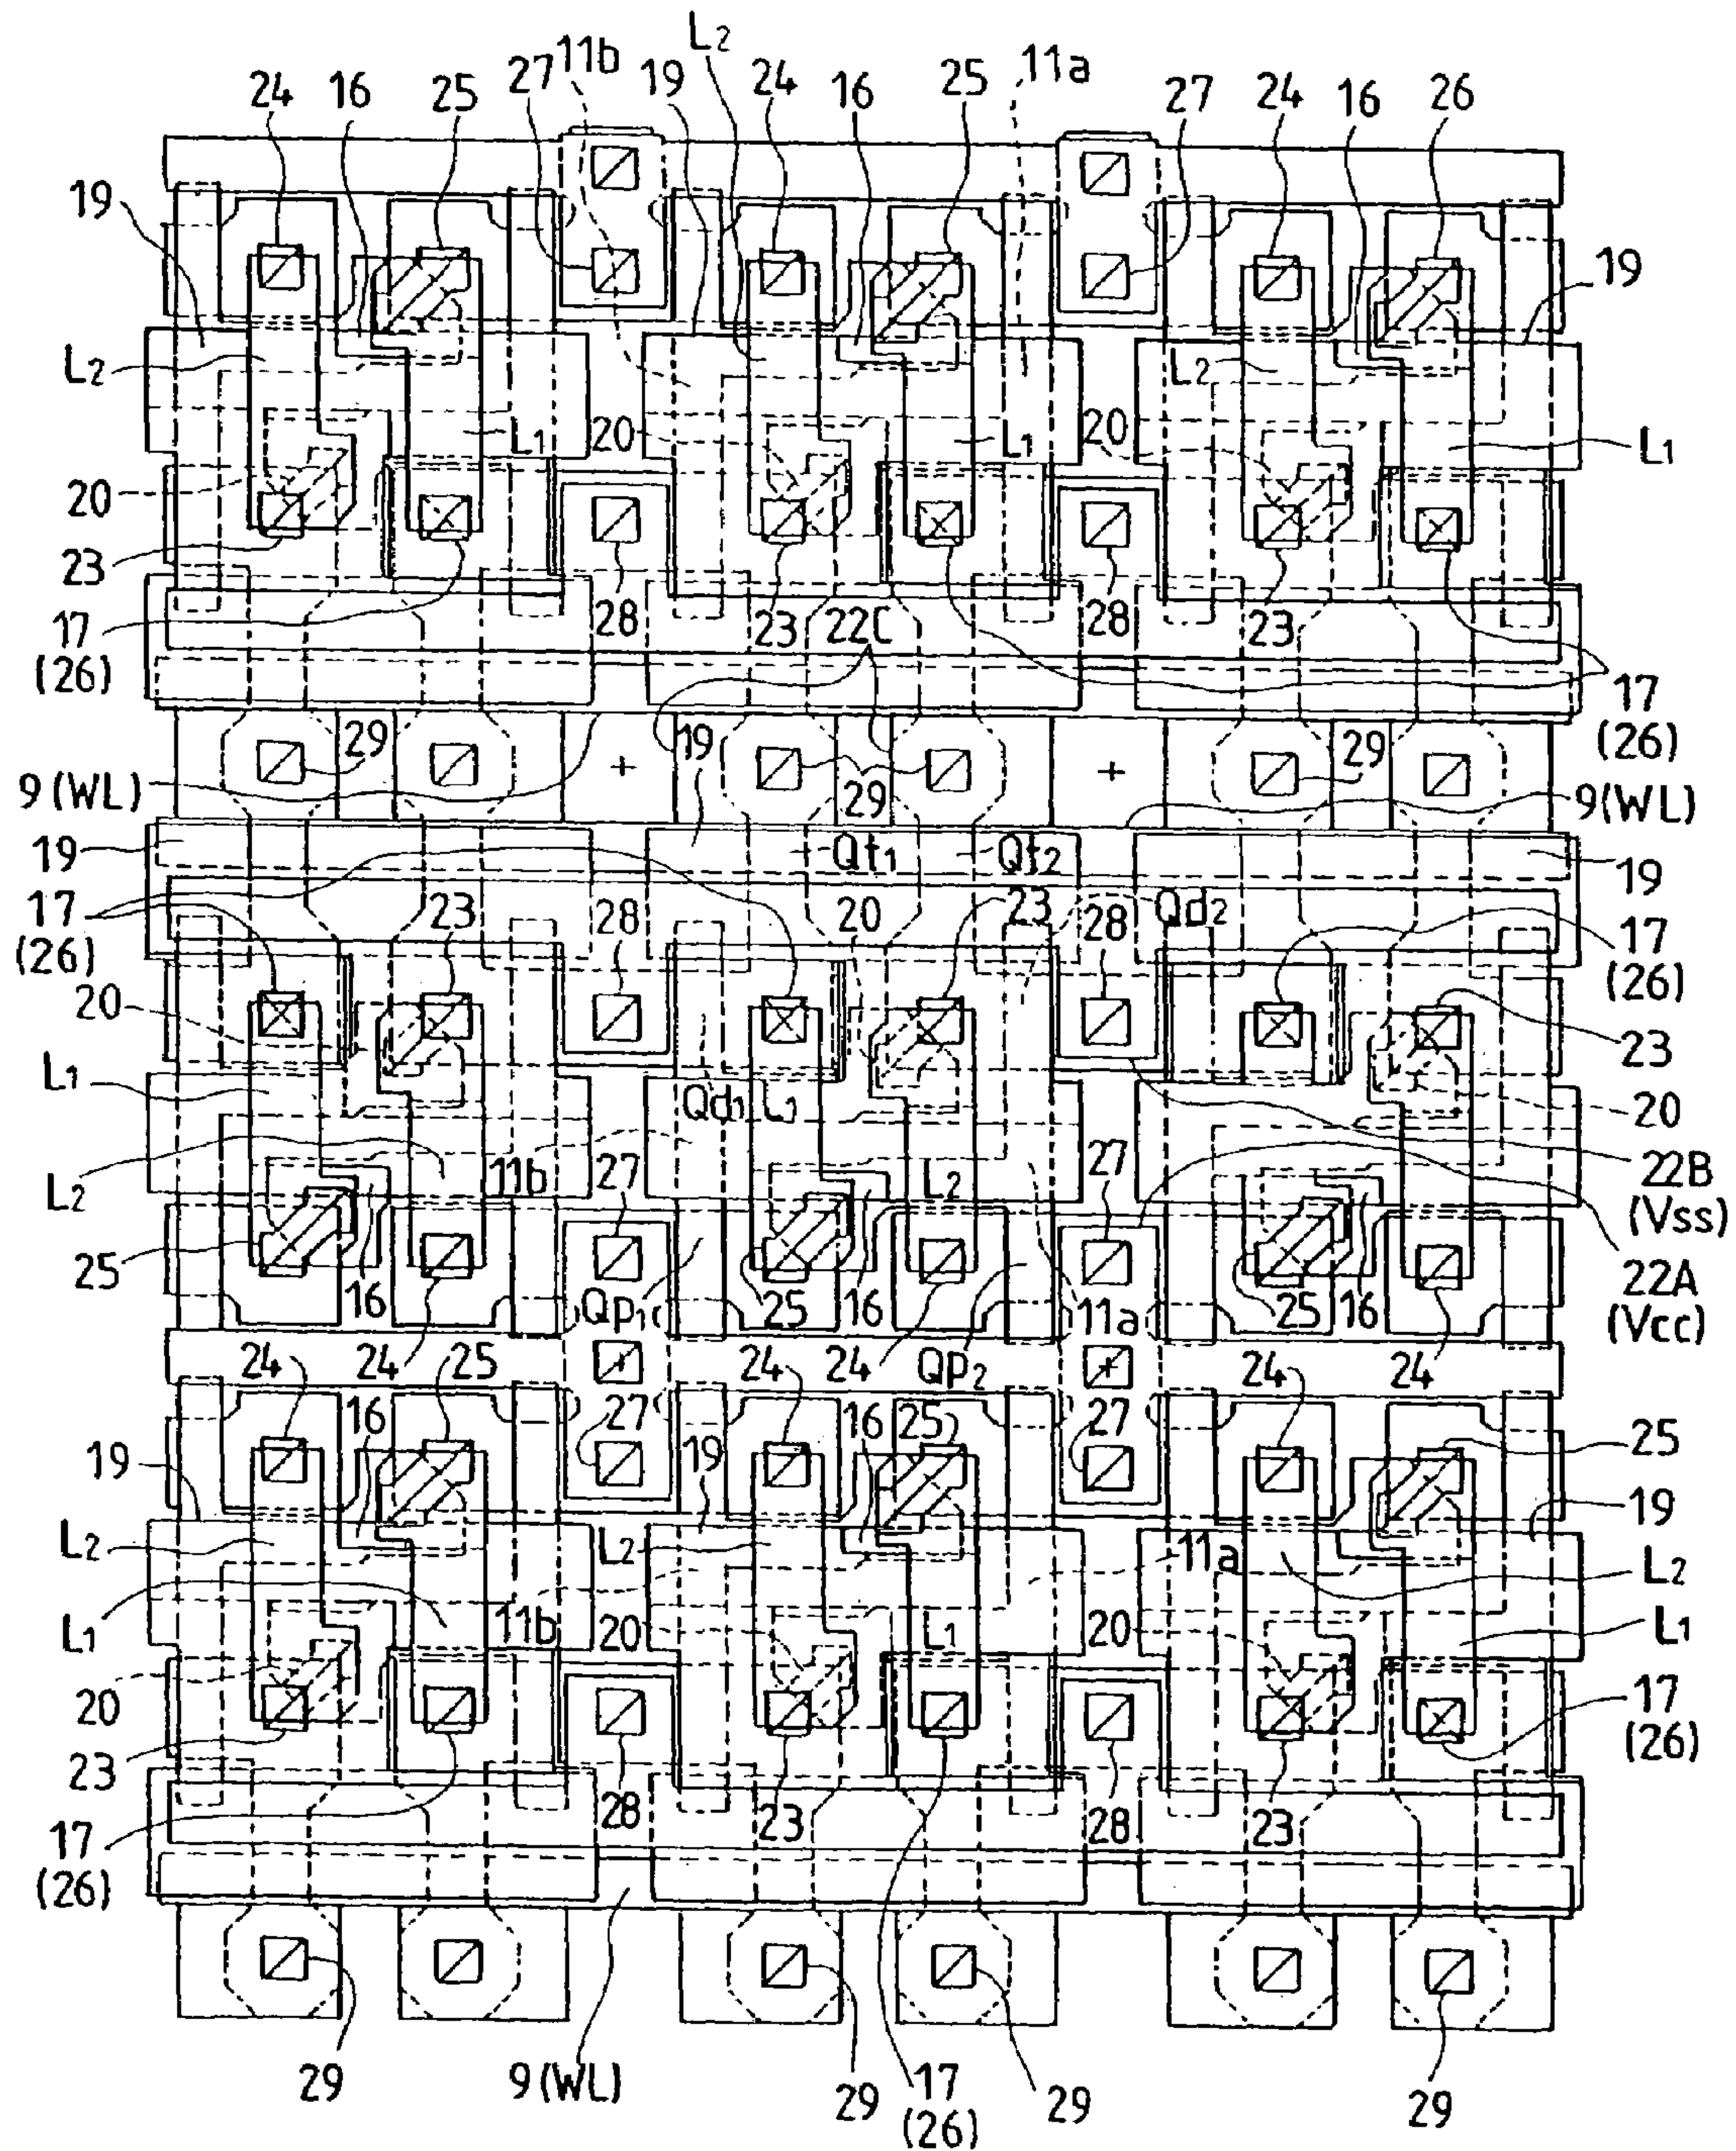 L2
27 11b 19 24 16 25 11a
24 16 25 24 16 26
27
19
19
L2
L2
20 L1 20 L1 20
L1
20
23
28 23 22C 28 23
17
(26)
17
(26)
29 19 29
29
9(WL)
9(WL)
19 Qt1 Qt2
19
17
(26)
23 28 20 23 Qd2 28
17
(26)
20
23
L1
Qd1 L1
20
L2
11b 27 L2 27
22B
(Vss)
25
16 Qp1 25 16 11a 25 16
22A
(Vcc)
24 24 25 24 24 Qp2 24 24
16 27 19 16 25 27
25
19
19
L2 L2 11a
L2
L1 11b 20 L1 20
L1
20
17
(26)
23
28 23 28 23
17
(26)
29 9(WL) 29 17
(26)
29 29